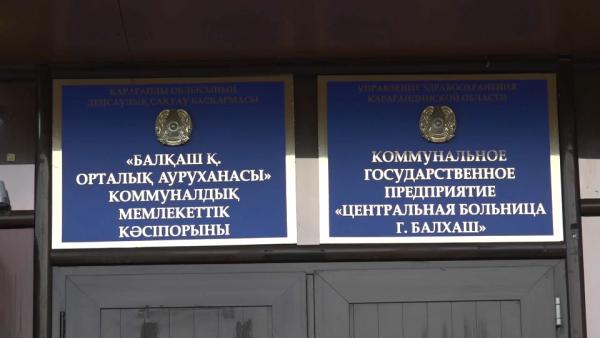 ҚАРАҒАНДЫ ОБЛЫСЫНЫҢ
ДЕНСАУЛЫҚ САҚТАУ БАСҚАРМАСЫ
«БАЛҚАШ Қ.
ОРТАЛЫҚ АУРУХАНАСЫ»
КОММУНАЛДЫҚ
МЕМЛЕКЕТТІК
КӘСІПОРЫНЫ
УПРАВЛЕНИЕ ЗДРАВООХРАНЕНИЯ
КАРАГАНДИНСКОЙ ОБЛАСТИ
КОММУНАЛЬНОЕ
ГОСУДАРСТВЕННОЕ
ПРЕДПРИЯТИЕ
«ЦЕНТРАЛЬНАЯ БОЛЬНИЦА
Г. БАЛХАШ»